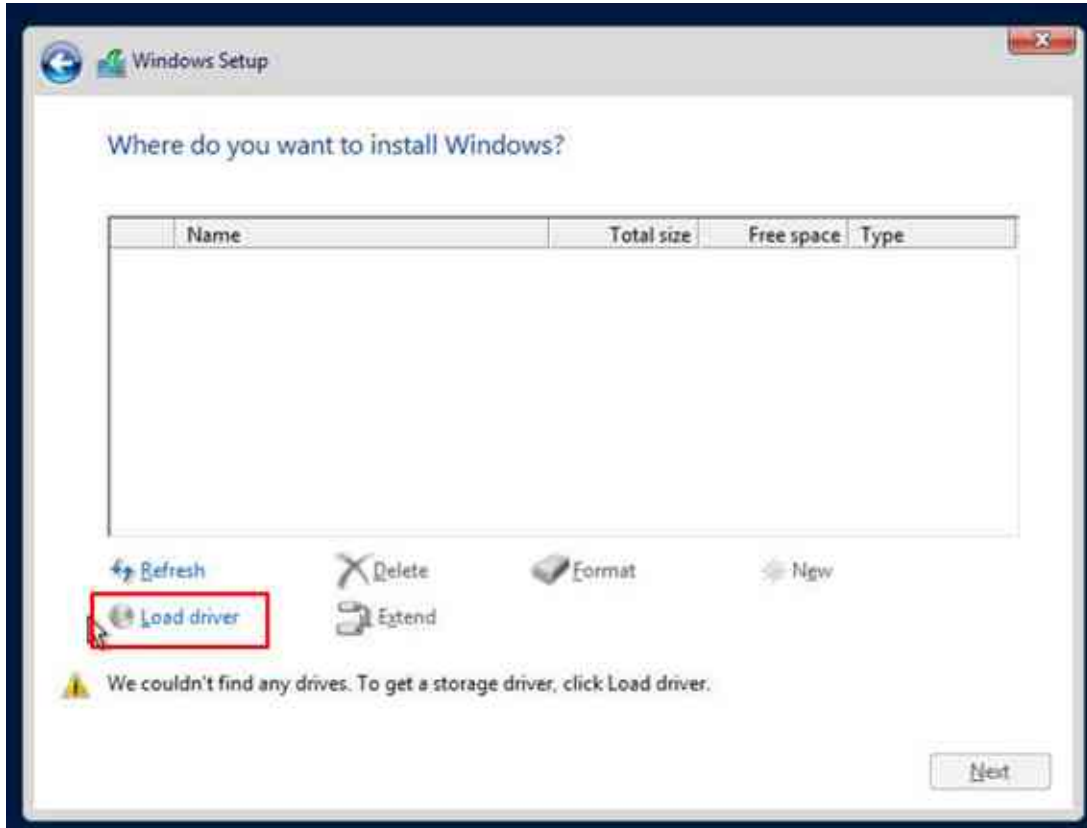 Windows Setup
Where do you want to install Windows?
Name Total size Free space Type
Refresh Delete Format New
Load driver Extend
We couldn't find any drives. To get a storage driver, click Load driver.
Next